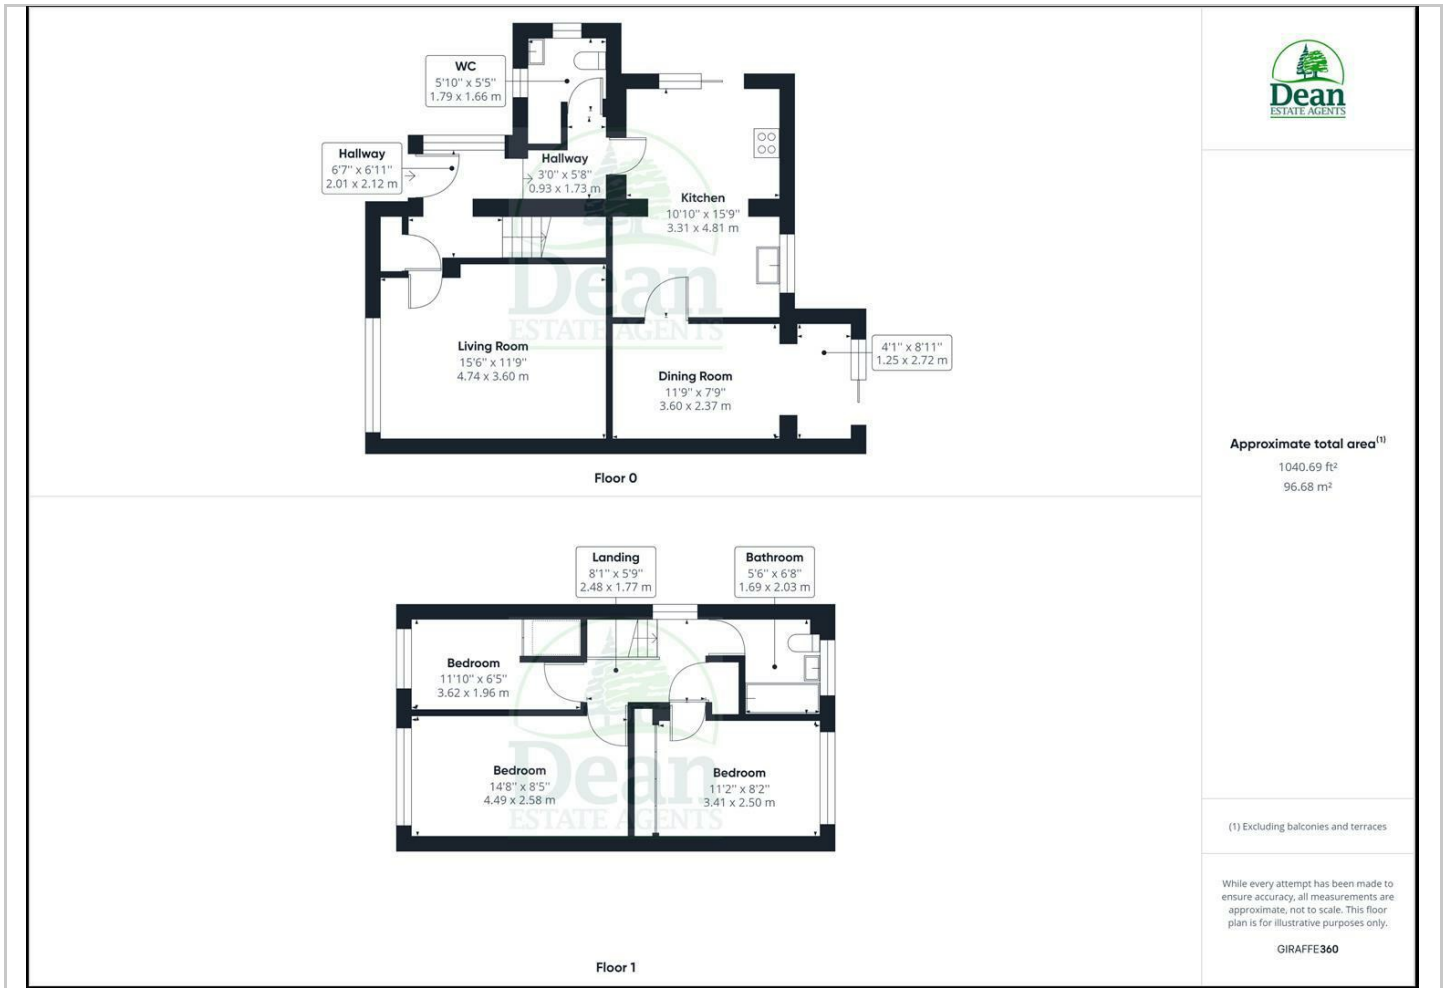 WC
5'10" x 5'5"
1.79 x 1.66 m
Hallway
6'7" x 6'11"
2.01 x 2.12 m
Hallway
3'0" x 5'8"
0.93 x 1.73 m
Kitchen
10'10" x 15'9"
3.31 x 4.81 m
Living Room
15'6" x 11'9"
4.74 x 3.60 m
Dining Room
11'9" x 7'9"
3.60 x 2.37 m
4'1" x 8'11"
1.25 x 2.72 m
Dean
ESTATE AGENTS
Floor 0
Landing
8'1" x 5'9"
2.48 x 1.77 m
Bathroom
5'6" x 6'8"
1.69 x 2.03 m
Bedroom
11'10" x 6'5"
3.62 x 1.96 m
Bedroom
14'8" x 8'5"
4.49 x 2.58 m
Bedroom
11'2" x 8'2"
3.41 x 2.50 m
Dean
ESTATE AGENTS
Floor 1
Dean
ESTATE AGENTS
Approximate total area(1)
1040.69 ft²
96.68 m²
(1) Excluding balconies and terraces
While every attempt has been made to
ensure accuracy, all measurements are
approximate, not to scale. This floor
plan is for illustrative purposes only.
GIRAFFE360